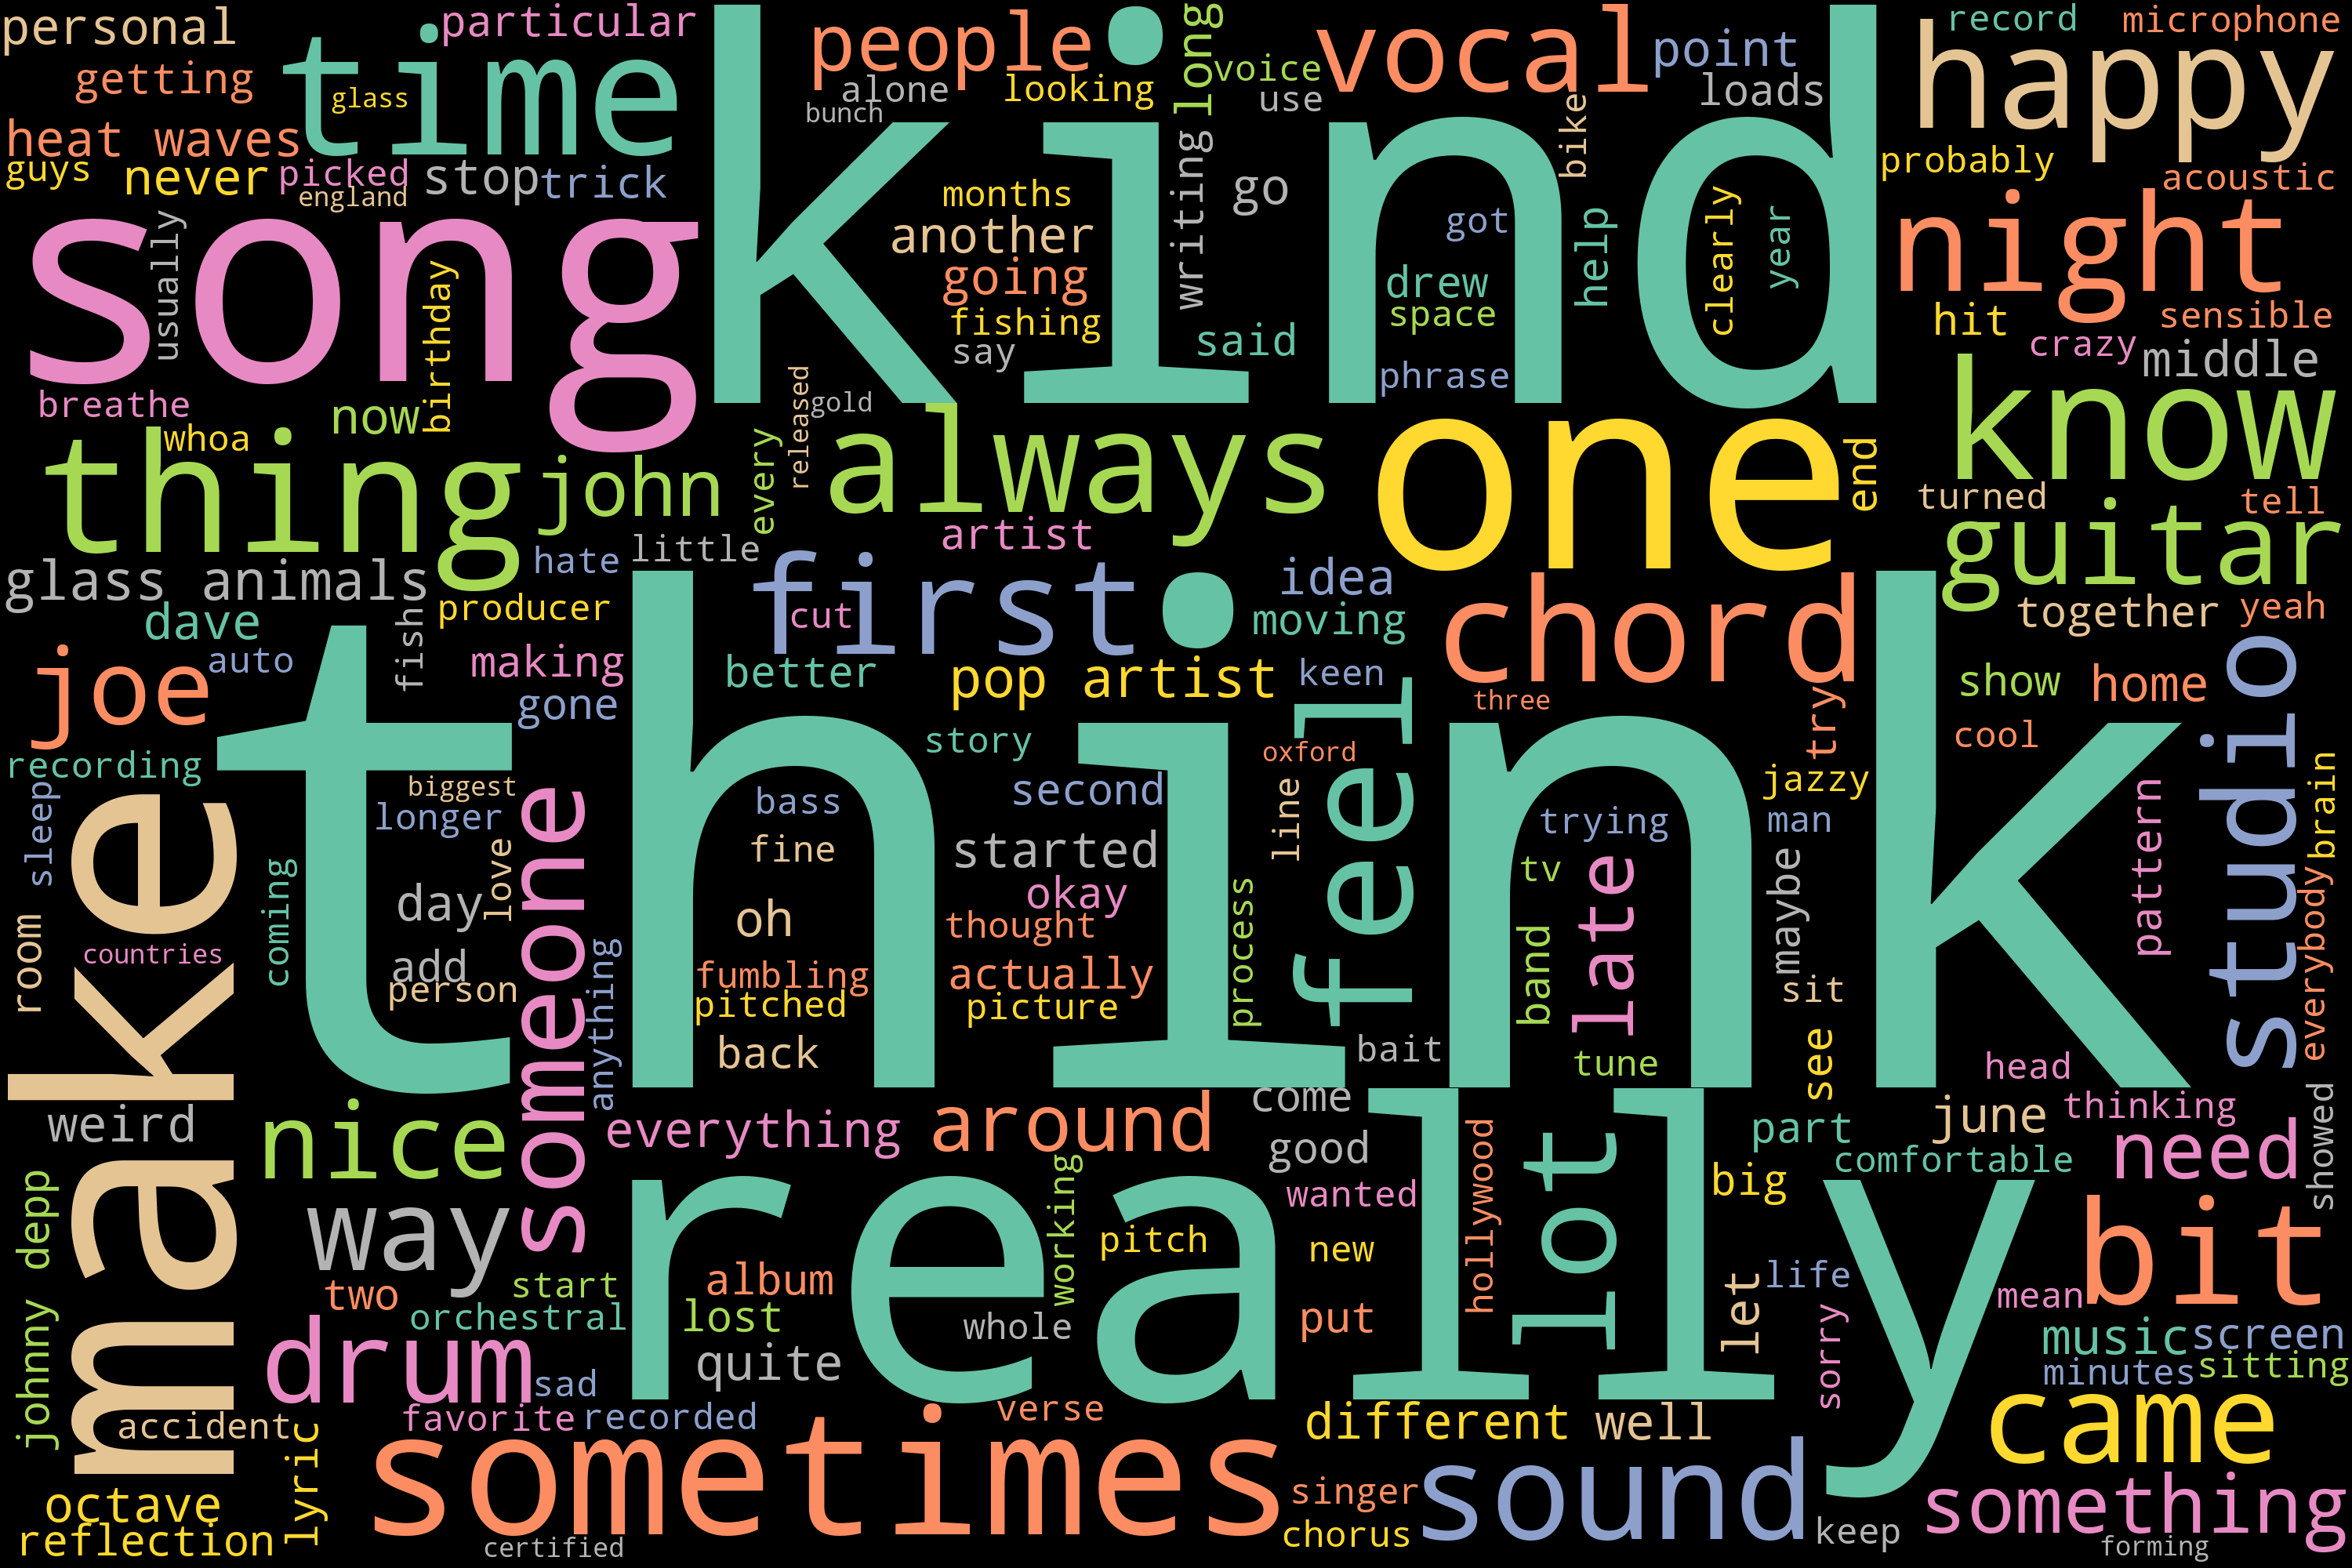 personal
particular
people
long
vocal
point
record
microphone
getting
time
glass
kind
alone
looking
voice
use
loads
happy
bunch
heat waves
guys
never
picked
stop
trick
england
months
writing
go
bike
probably
acoustic
song
usually
birthday
another
going
fishing
say
said
got
drew
space
phrase
help
clearly
year
night
hit
sensible
crazy
middle
breathe
now
whoa
released
gold
know
thing
john
every
always
one
end
turned
tell
guitar
artist
hate
little
first
idea
chord
glass animals
dave
fish
producer
cut
moving
together
yeah
joe
auto
making
gone
better
pop artist
keen
three
try
show
home
studio
recording
think
story
oxford
feel
cool
sleep
make
biggest
longer
love
someone
bass
fine
second
line
started
trying
jazzy
man
pattern
brain
coming
day
oh
okay
thought
process
tv
late
band
maybe
everybody
room
countries
add
person
anything
fumbling
pitched
actually
picture
sit
back
bait
tune
see
head
weird
nice
everything
around
come
good
part
june
thinking
showed
need
comfortable
johnny depp
way
really
working
wanted
hollywood
lot
big
pitch
new
let
life
bit
two
start
album
orchestral
lost
whole
put
mean
sorry
music
screen
drum
sad
quite
minutes
sitting
accident
favorite
recorded
verse
different
well
came
lyric
sometimes
sound
octave
reflection
singer
chorus
keep
something
certified
forming